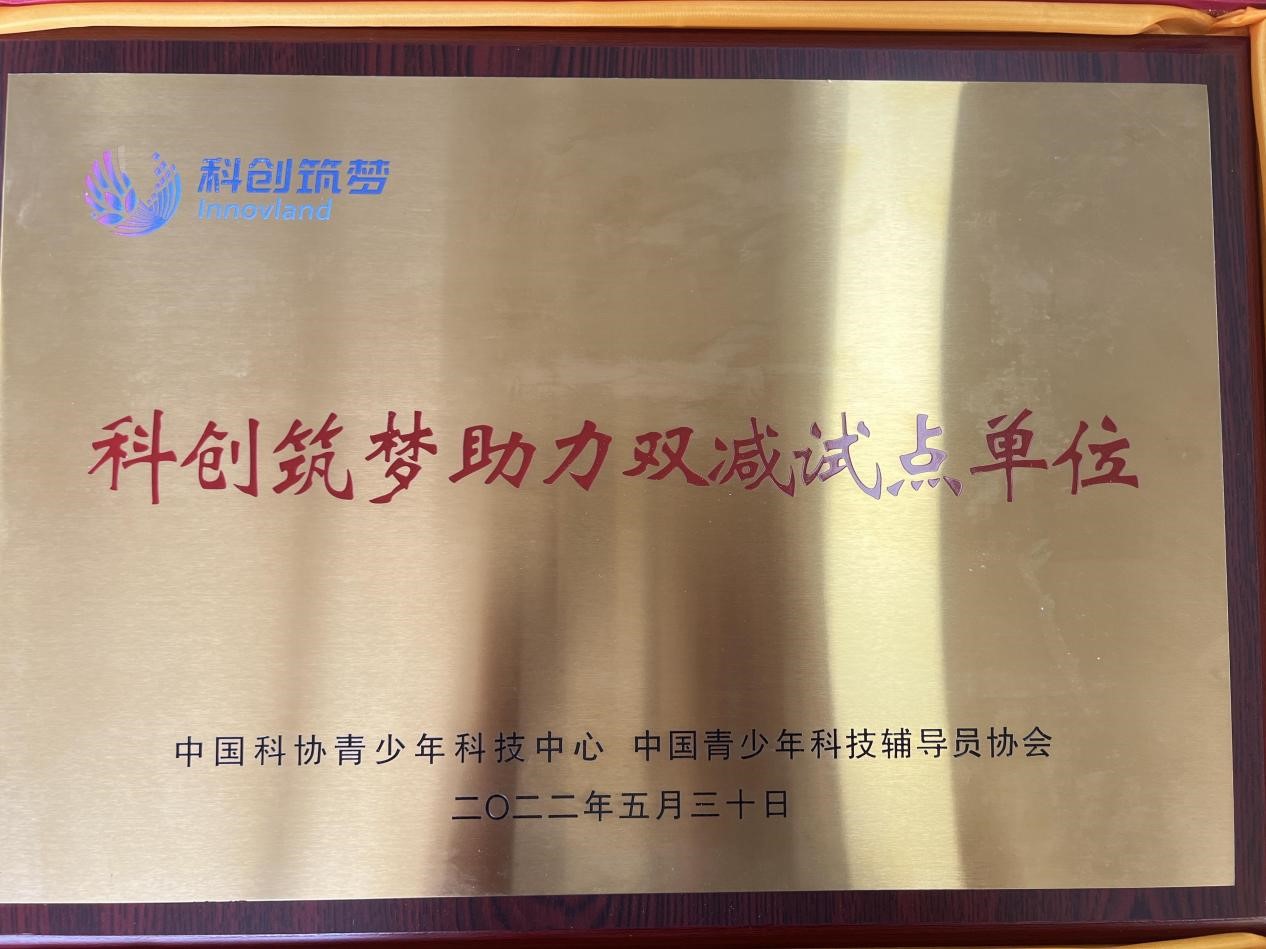 科创筑梦
Innovland
科创筑梦助力双减试点单位
中国科协青少年科技中心 中国青少年科技辅导员协会
二〇二二年五月三十日